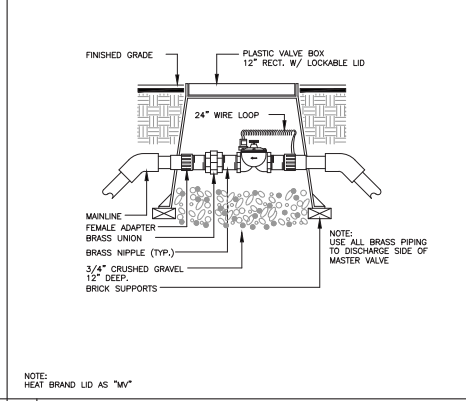 FINISHED GRADE
PLASTIC VALVE BOX
12" RECT. W/ LOCKABLE LID
24" WIRE LOOP
MAINLINE
FEMALE ADAPTER
BRASS UNION
BRASS NIPPLE (TYP.)
3/4" CRUSHED GRAVEL
12" DEEP.
BRICK SUPPORTS
NOTE:
USE ALL BRASS PIPING
TO DISCHARGE SIDE OF
MASTER VALVE
NOTE:
HEAT BRAND LID AS "MV"